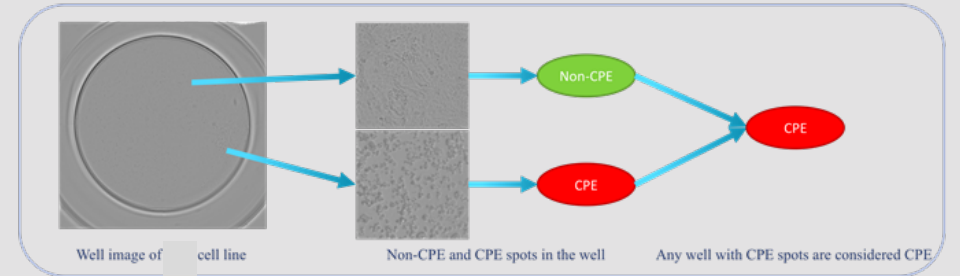 Non-CPE
CPE
CPE
Well image of cell line
Non-CPE and CPE spots in the well
Any well with CPE spots are considered CPE